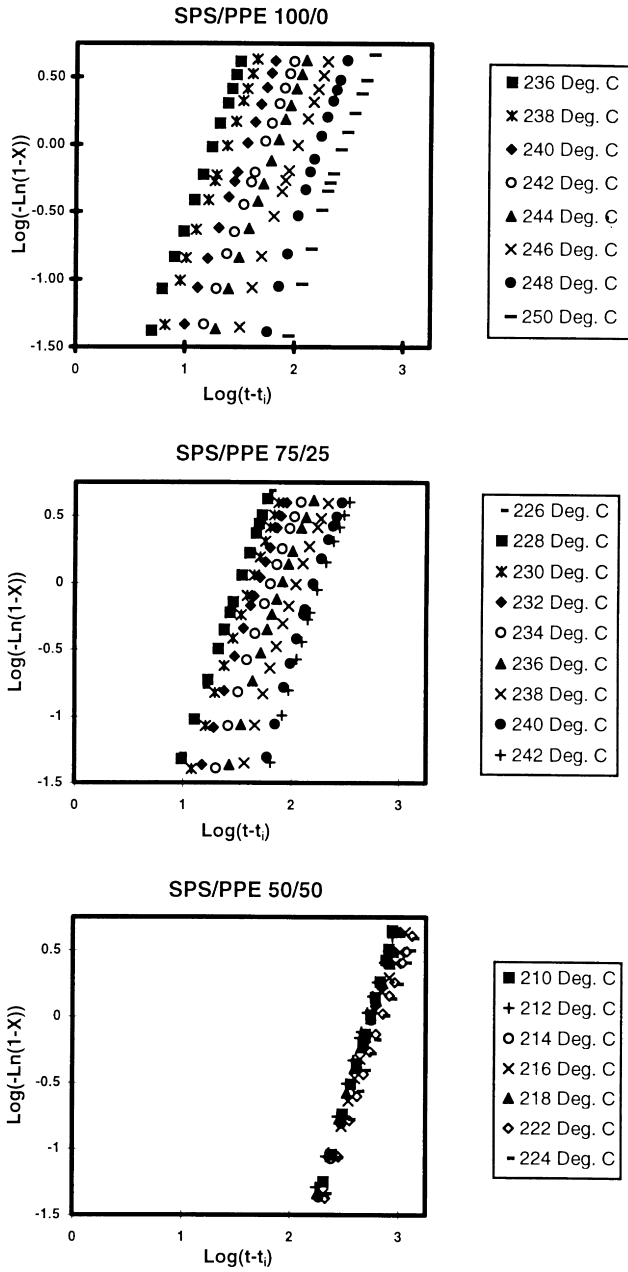 SPS/PPE 100/0
Log(-Ln(1-X))
0.50
0.00
-0.50
-1.00
-1.50
0
1
2
3
Log(t-ti)
236 Deg. C
238 Deg. C
240 Deg. C
242 Deg. C
244 Deg. C
246 Deg. C
248 Deg. C
250 Deg. C
SPS/PPE 75/25
Log(-Ln(1-X))
0.5
0
-0.5
-1
-1.5
0
1
2
3
Log(t-ti)
226 Deg. C
228 Deg. C
230 Deg. C
232 Deg. C
234 Deg. C
236 Deg. C
238 Deg. C
240 Deg. C
242 Deg. C
SPS/PPE 50/50
Log(-Ln(1-X))
0.5
0
-0.5
-1
-1.5
0
1
2
3
Log(t-ti)
210 Deg. C
212 Deg. C
214 Deg. C
216 Deg. C
218 Deg. C
222 Deg. C
224 Deg. C